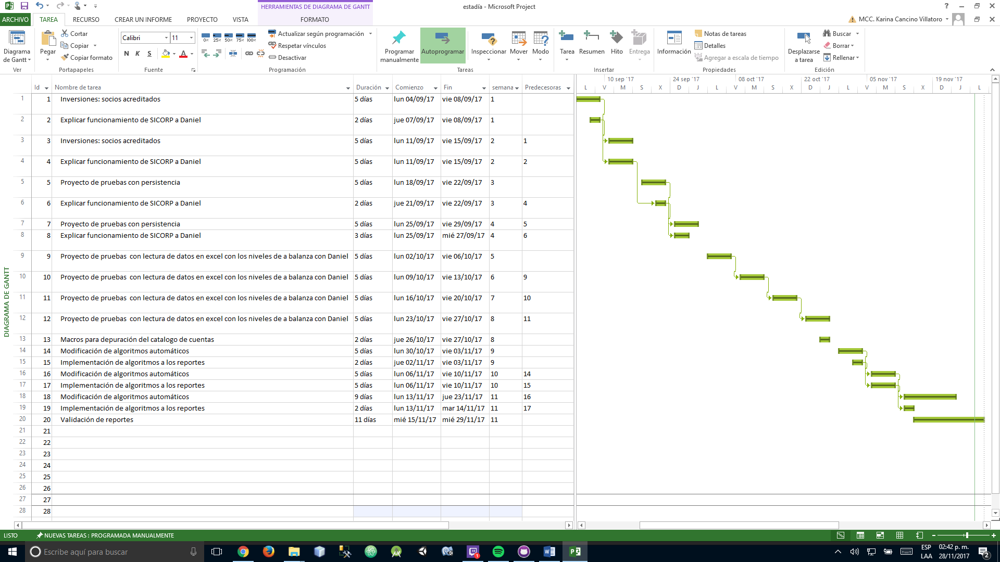 HERRAMIENTAS DE DIAGRAMA DE GANTT
estadía - Microsoft Project
ARCHIVO TAREA RECURSO CREAR UN INFORME PROYECTO VISTA FORMATO
MCC. Karina Cancino Villatoro
Diagrama de Gantt
Pegar
Cortar
Copiar
Copiar formato
Calibri 11
N K S
0% 25% 50% 75% 100%
Actualizar según programación
Respetar vínculos
Desactivar
Programar manualmente
Autoprogramar
Inspeccionar
Mover
Modo
Tarea
Resumen
Hito
Entrega
Información
Notas de tareas
Detalles
Agregar a escala de tiempo
Desplazarse a tarea
Buscar
Borrar
Rellenar
Ver Portapapeles Fuente Programación Tareas Insertar Propiedades Edición
Id Nombre de tarea Duración Comienzo Fin semana Predecesoras
10 sep '17 24 sep '17 08 oct '17 22 oct '17 05 nov '17 19 nov '17
L V M S X D J L V M S X D J L V M S X D J L
1 1 Inversiones: socios acreditados 5 días lun 04/09/17 vie 08/09/17 1
2 2 Explicar funcionamiento de SICORP a Daniel 2 días jue 07/09/17 vie 08/09/17 1
3 3 Inversiones: socios acreditados 5 días lun 11/09/17 vie 15/09/17 2 1
4 4 Explicar funcionamiento de SICORP a Daniel 5 días lun 11/09/17 vie 15/09/17 2 2
5 5 Proyecto de pruebas con persistencia 5 días lun 18/09/17 vie 22/09/17 3
6 6 Explicar funcionamiento de SICORP a Daniel 2 días jue 21/09/17 vie 22/09/17 3 4
7 7 Proyecto de pruebas con persistencia 5 días lun 25/09/17 vie 29/09/17 4 5
8 8 Explicar funcionamiento de SICORP a Daniel 3 días lun 25/09/17 mié 27/09/17 4 6
9 9 Proyecto de pruebas con lectura de datos en excel con los niveles de a balanza con Daniel 5 días lun 02/10/17 vie 06/10/17 5
10 10 Proyecto de pruebas con lectura de datos en excel con los niveles de a balanza con Daniel 5 días lun 09/10/17 vie 13/10/17 6 9
11 11 Proyecto de pruebas con lectura de datos en excel con los niveles de a balanza con Daniel 5 días lun 16/10/17 vie 20/10/17 7 10
12 12 Proyecto de pruebas con lectura de datos en excel con los niveles de a balanza con Daniel 5 días lun 23/10/17 vie 27/10/17 8 11
13 13 Macros para depuración del catalogo de cuentas 2 días jue 26/10/17 vie 27/10/17 8
14 14 Modificación de algoritmos automáticos 5 días lun 30/10/17 vie 03/11/17 9
15 15 Implementación de algoritmos a los reportes 2 días jue 02/11/17 vie 03/11/17 9
16 16 Modificación de algoritmos automáticos 5 días lun 06/11/17 vie 10/11/17 10 14
17 17 Implementación de algoritmos a los reportes 5 días lun 06/11/17 vie 10/11/17 10 15
18 18 Modificación de algoritmos automáticos 9 días lun 13/11/17 jue 23/11/17 11 16
19 19 Implementación de algoritmos a los reportes 2 días lun 13/11/17 mar 14/11/17 11 17
20 20 Validación de reportes 11 días mié 15/11/17 mié 29/11/17 11
21 21
22 22
23 23
24 24
25 25
26 26
27 27
28 28
DIAGRAMA DE GANTT
LISTO NUEVAS TAREAS : PROGRAMADA MANUALMENTE
Escribe aquí para buscar
1
ESP
LAA
02:42 p. m.
28/11/2017
2